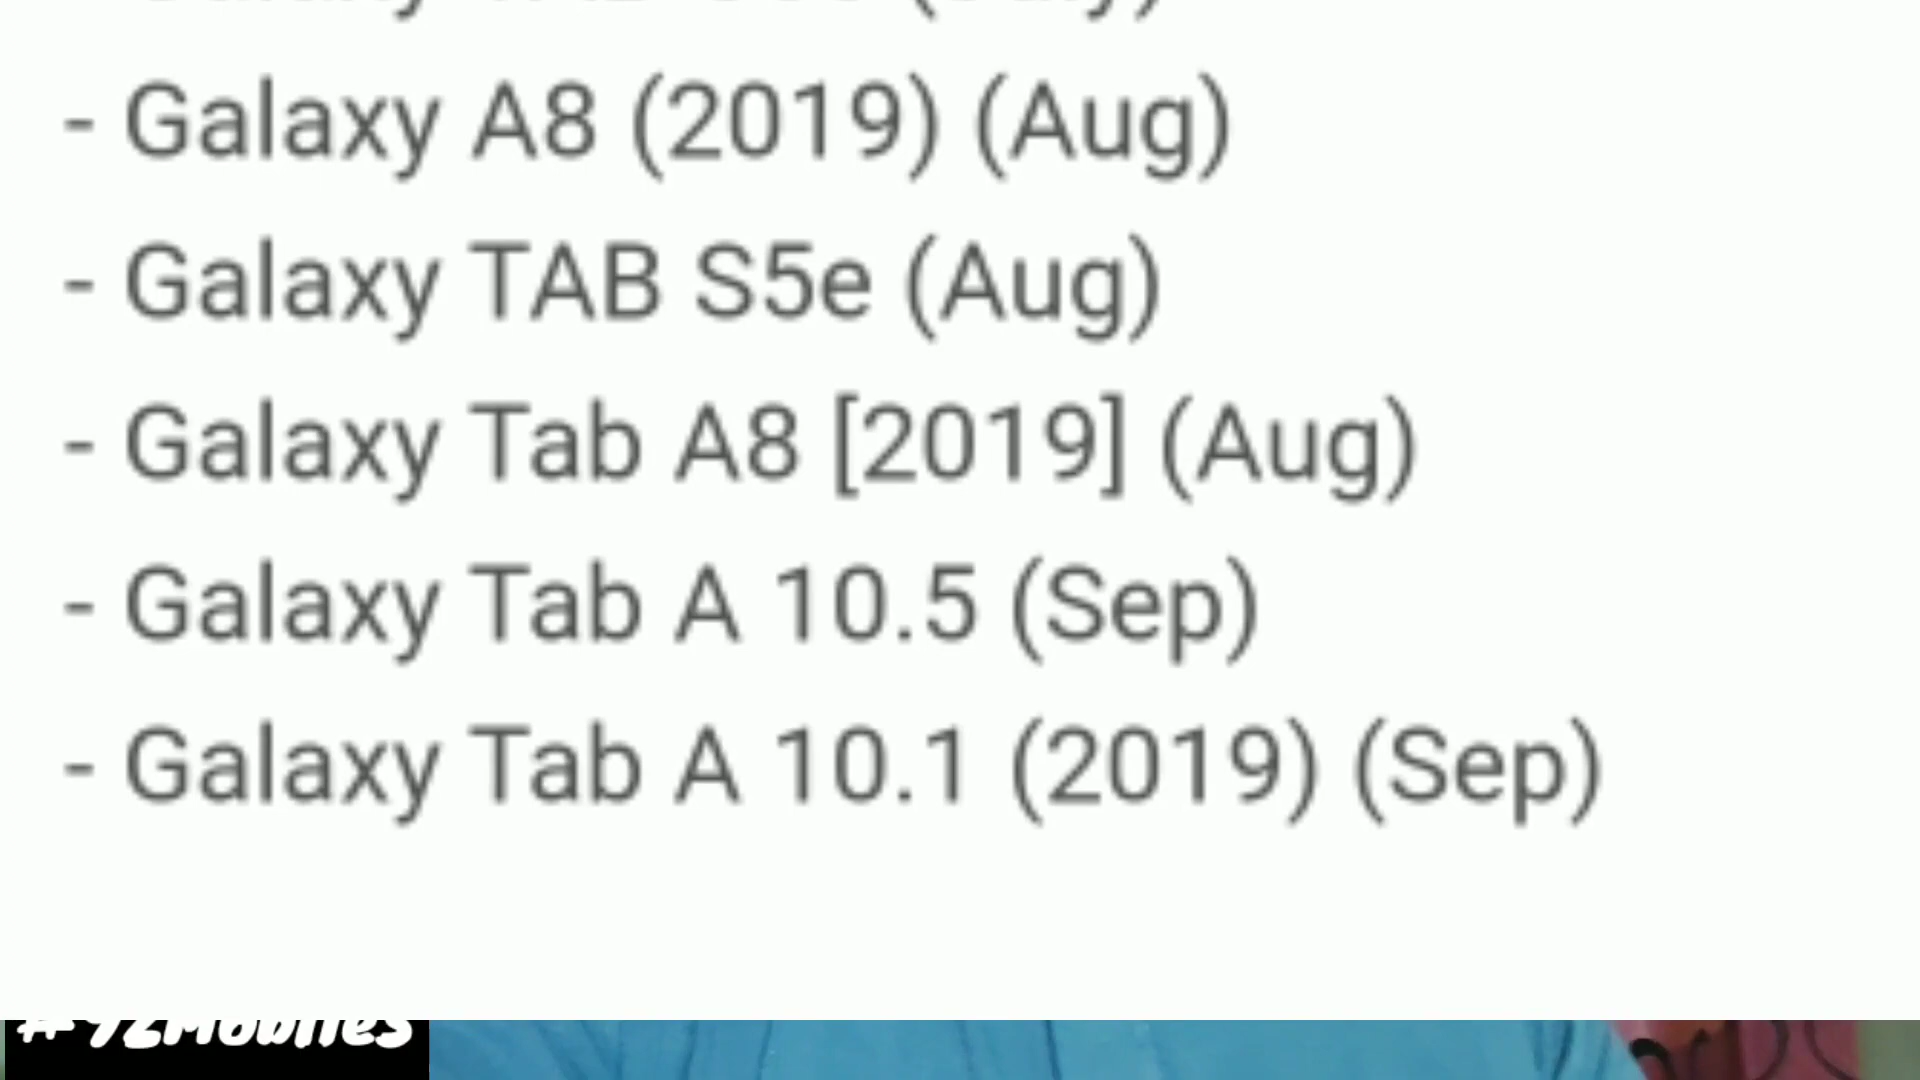 - Galaxy A8 (2019) (Aug)
- Galaxy TAB S5e (Aug)
- Galaxy Tab A8 [2019] (Aug)
- Galaxy Tab A 10.5 (Sep)
- Galaxy Tab A 10.1 (2019) (Sep)
#92Mobiles